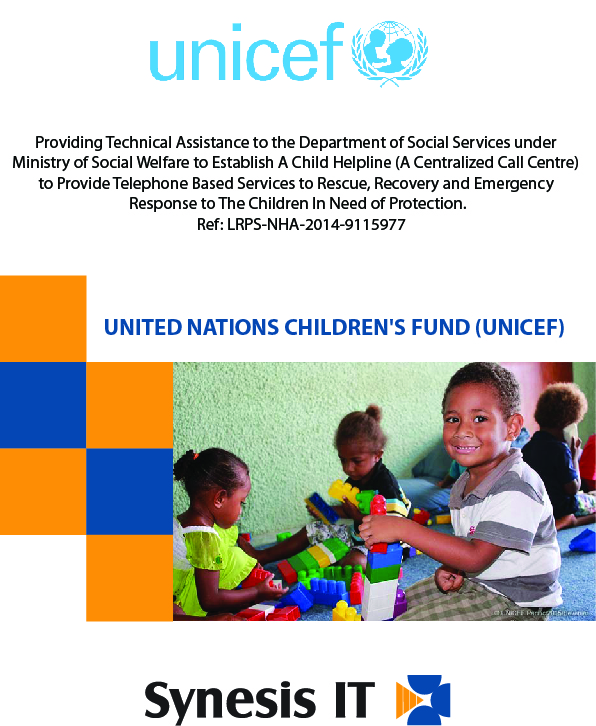 unicef
Providing Technical Assistance to the Department of Social Services under
Ministry of Social Welfare to Establish A Child Helpline (A Centralized Call Centre)
to Provide Telephone Based Services to Rescue, Recovery and Emergency
Response to The Children In Need of Protection.
Ref: LRPS-NHA-2014-9115977
UNITED NATIONS CHILDREN'S FUND (UNICEF)
Synesis IT